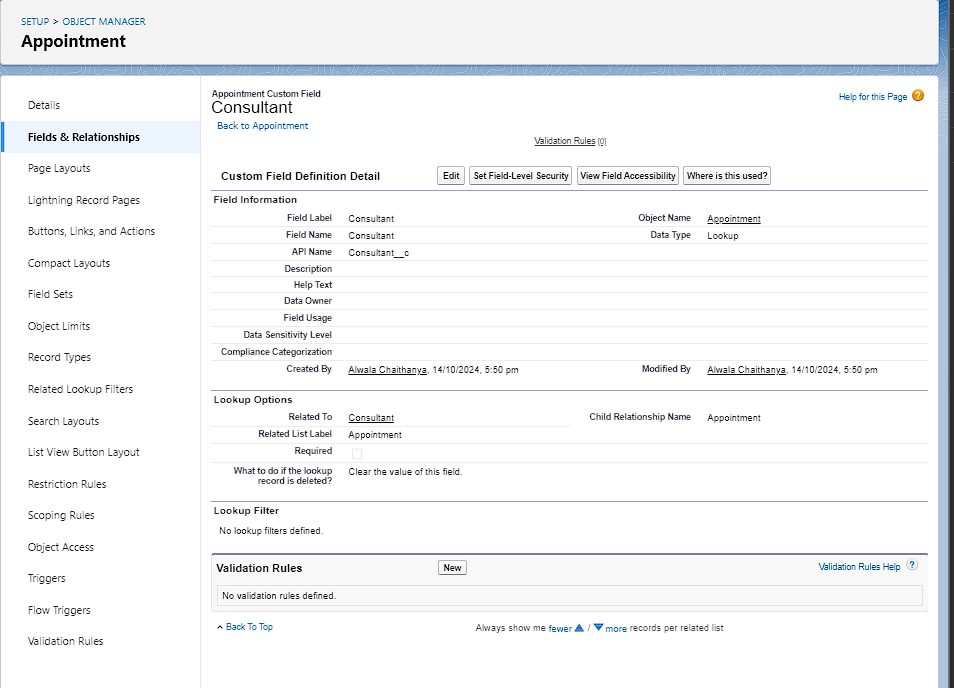 SETUP > OBJECT MANAGER
Appointment
Details
Fields & Relationships
Page Layouts
Lightning Record Pages
Buttons, Links, and Actions
Compact Layouts
Field Sets
Object Limits
Record Types
Related Lookup Filters
Search Layouts
List View Button Layout
Restriction Rules
Scoping Rules
Object Access
Triggers
Flow Triggers
Validation Rules
Appointment Custom Field
Consultant
Help for this Page ?
Back to Appointment
Validation Rules [0]
Custom Field Definition Detail Edit Set Field-Level Security View Field Accessibility Where is this used?
Field Information
Field Label Consultant Object Name Appointment
Field Name Consultant Data Type Lookup
API Name Consultant__c
Description
Help Text
Data Owner
Field Usage
Data Sensitivity Level
Compliance Categorization
Created By Alwala Chaithanya, 14/10/2024, 5:50 pm Modified By Alwala Chaithanya, 14/10/2024, 5:50 pm
Lookup Options
Related To Consultant Child Relationship Name Appointment
Related List Label Appointment
Required
What to do if the lookup record is deleted? Clear the value of this field.
Lookup Filter
No lookup filters defined.
Validation Rules New Validation Rules Help ?
No validation rules defined.
Back To Top Always show me fewer / more records per related list